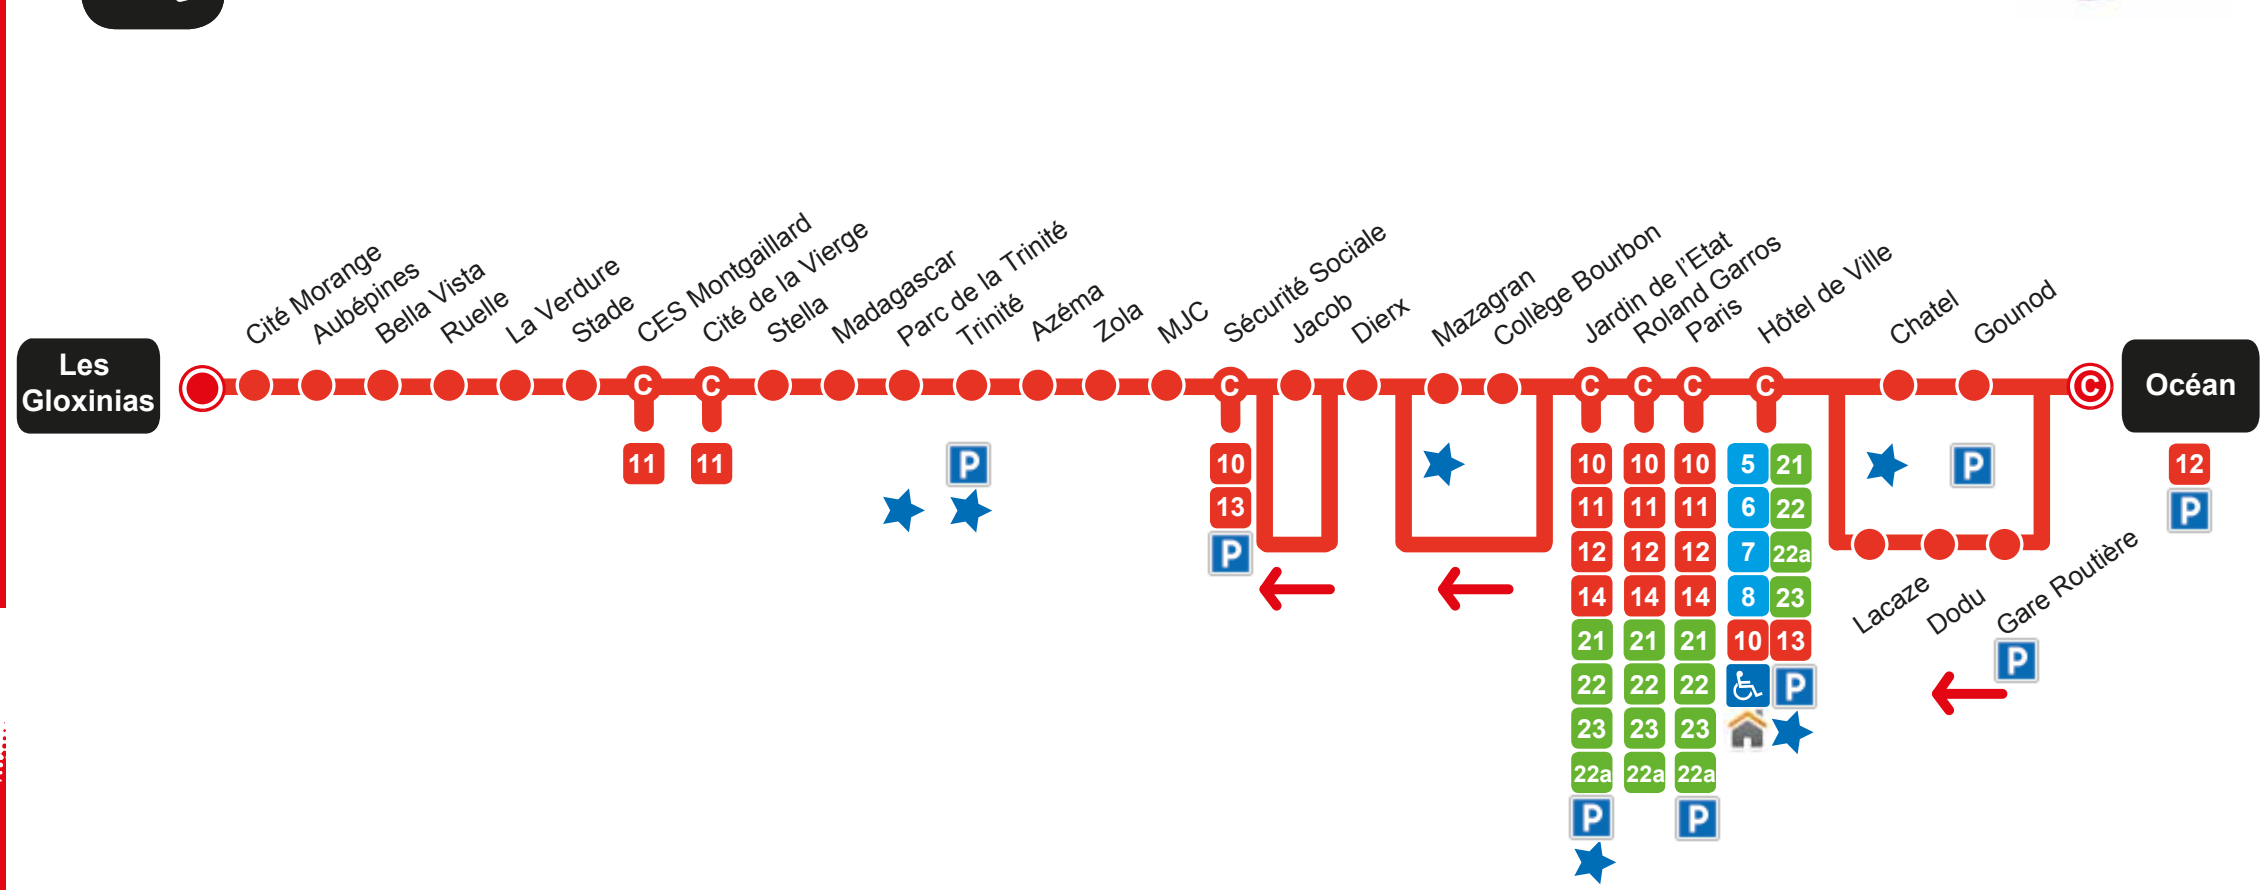 Cité Morange
Aubépines
Bella Vista
Ruelle
La Verdure
Stade
CES Montgaillard
Cité de la Vierge
Stella
Madagascar
Parc de la Trinité
Trinité
Azéma
Zola
MJC
Sécurité Sociale
Jacob
Dierx
Mazagran
Collège Bourbon
Jardin de l'Etat
Roland Garros
Paris
Hôtel de Ville
Chatel
Gounod
Les
Gloxinias
C
C
C
C
C
C
C
C
Océan
11
11
P
10
13
P
10
11
12
14
21
22
23
22a
P
10
11
12
14
21
22
23
22a
10
11
12
14
21
22
23
22a
P
5 21
6 22
7 22a
8 23
10 13
P
P
12
P
Lacaze
Dodu
Gare Routière
P